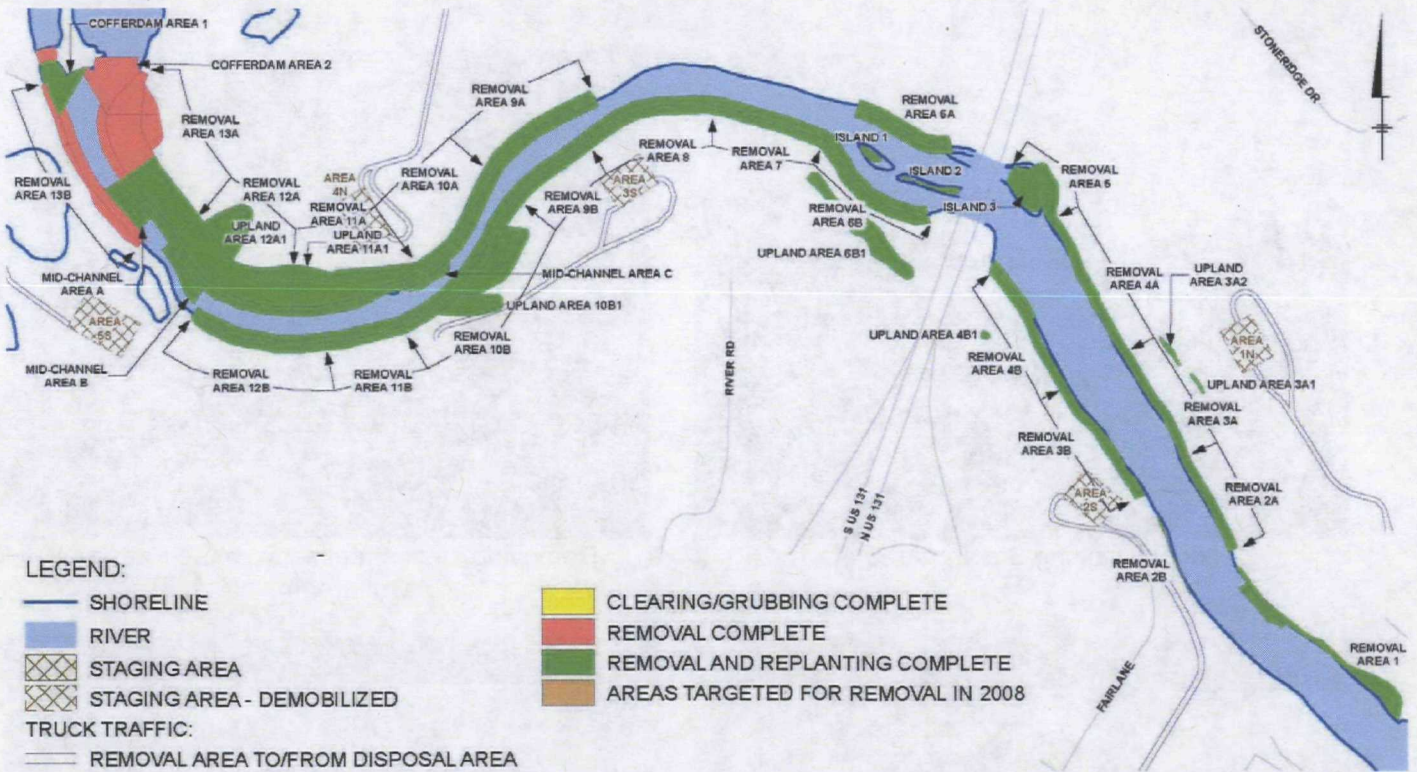 COFFERDAM AREA 1
COFFERDAM AREA 2
STONERIDGE DR
REMOVAL
AREA 9A
REMOVAL
AREA 6A
REMOVAL
AREA 13A
ISLAND 1
REMOVAL
AREA 8
REMOVAL
AREA 7
ISLAND 2
REMOVAL
AREA 5
AREA
4N
REMOVAL
AREA 10A
AREA
3S
REMOVAL
AREA 13B
REMOVAL
AREA 12A
REMOVAL
AREA 9B
REMOVAL
AREA 11A
ISLAND 3
REMOVAL
AREA 6B
UPLAND
AREA 12A1
UPLAND
AREA 11A1
UPLAND AREA 6B1
MID-CHANNEL
AREA A
MID-CHANNEL AREA C
REMOVAL
AREA 4A
UPLAND
AREA 3A2
UPLAND AREA 10B1
AREA
5S
UPLAND AREA 4B1
AREA
1N
REMOVAL
AREA 10B
REMOVAL
AREA 4B
MID-CHANNEL
AREA B
REMOVAL
AREA 12B
REMOVAL
AREA 11B
RIVER RD
UPLAND AREA 3A1
REMOVAL
AREA 3A
REMOVAL
AREA 3B
REMOVAL
AREA 2A
AREA
2S
S US 131
N US 131
REMOVAL
AREA 2B
REMOVAL
AREA 1
FAIRLANE
LEGEND:
SHORELINE
RIVER
STAGING AREA
STAGING AREA - DEMOBILIZED
TRUCK TRAFFIC:
REMOVAL AREA TO/FROM DISPOSAL AREA
CLEARING/GRUBBING COMPLETE
REMOVAL COMPLETE
REMOVAL AND REPLANTING COMPLETE
AREAS TARGETED FOR REMOVAL IN 2008